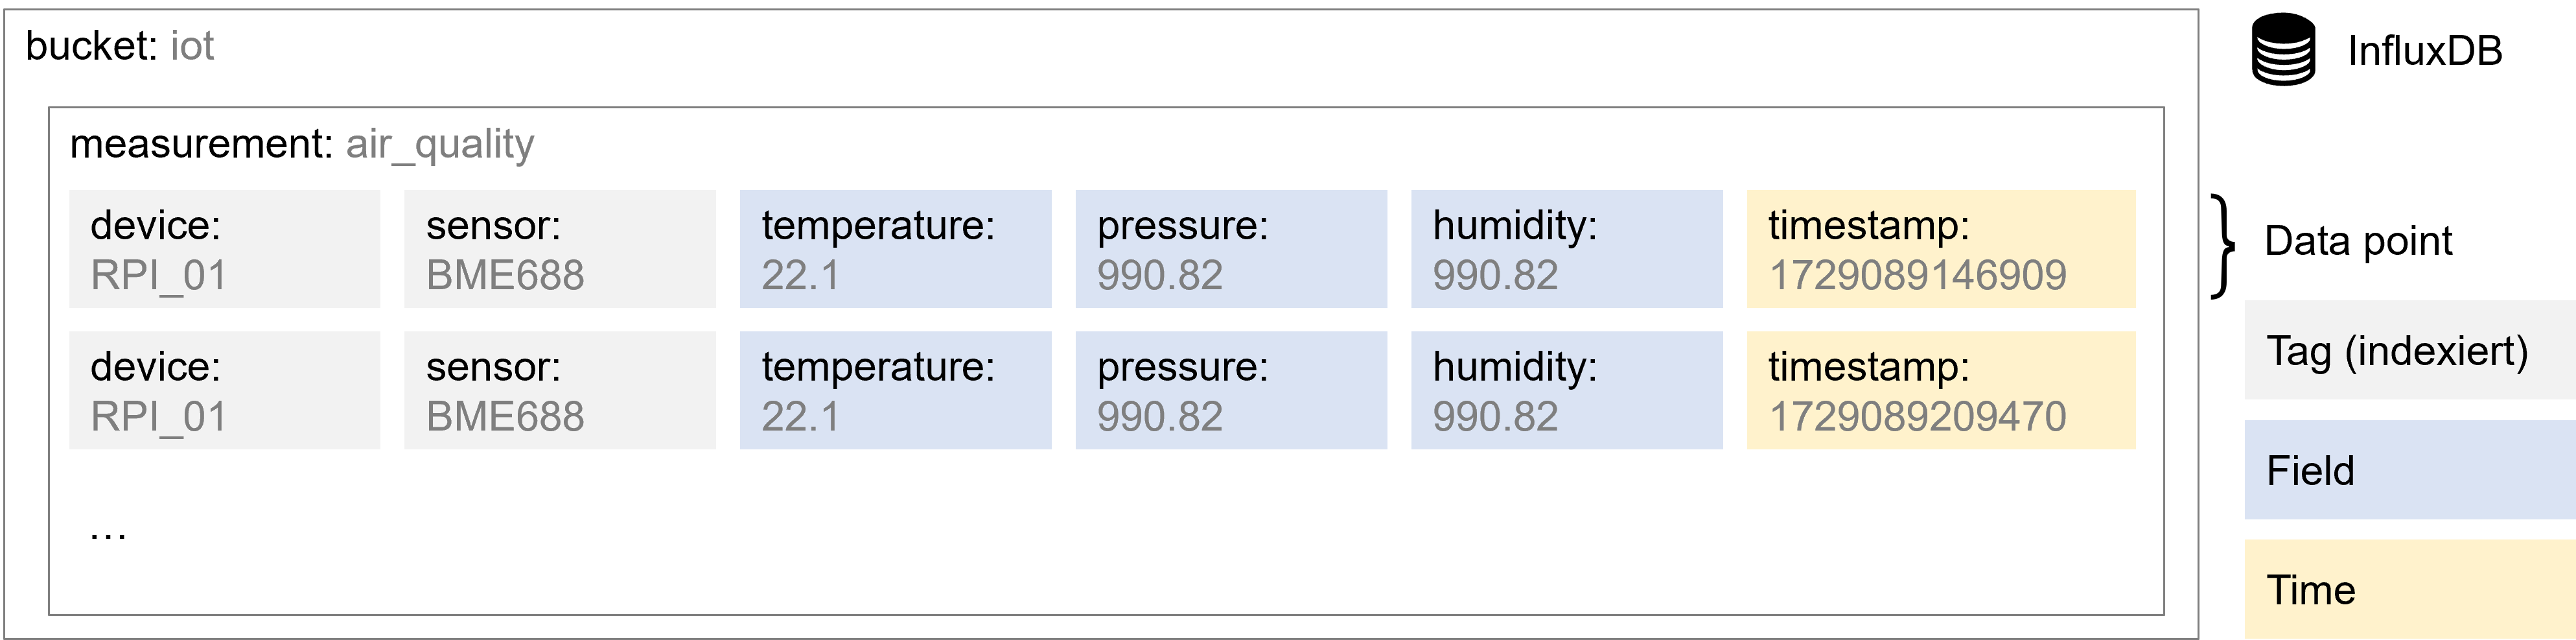 bucket: iot
InfluxDB
measurement: air_quality
device: sensor: temperature: pressure: humidity: timestamp:
RPI_01 BME688 22.1 990.82 990.82 1729089146909
Data point
device: sensor: temperature: pressure: humidity: timestamp:
RPI_01 BME688 22.1 990.82 990.82 1729089209470
...
Tag (indexiert)
Field
Time